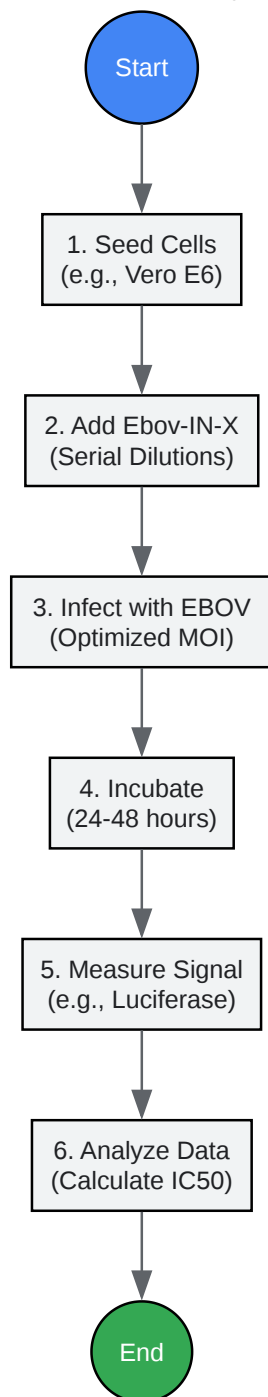 Start
1. Seed Cells
(e.g., Vero E6)
2. Add Ebov-IN-X
(Serial Dilutions)
3. Infect with EBOV
(Optimized MOI)
4. Incubate
(24-48 hours)
5. Measure Signal
(e.g., Luciferase)
6. Analyze Data
(Calculate IC50)
End